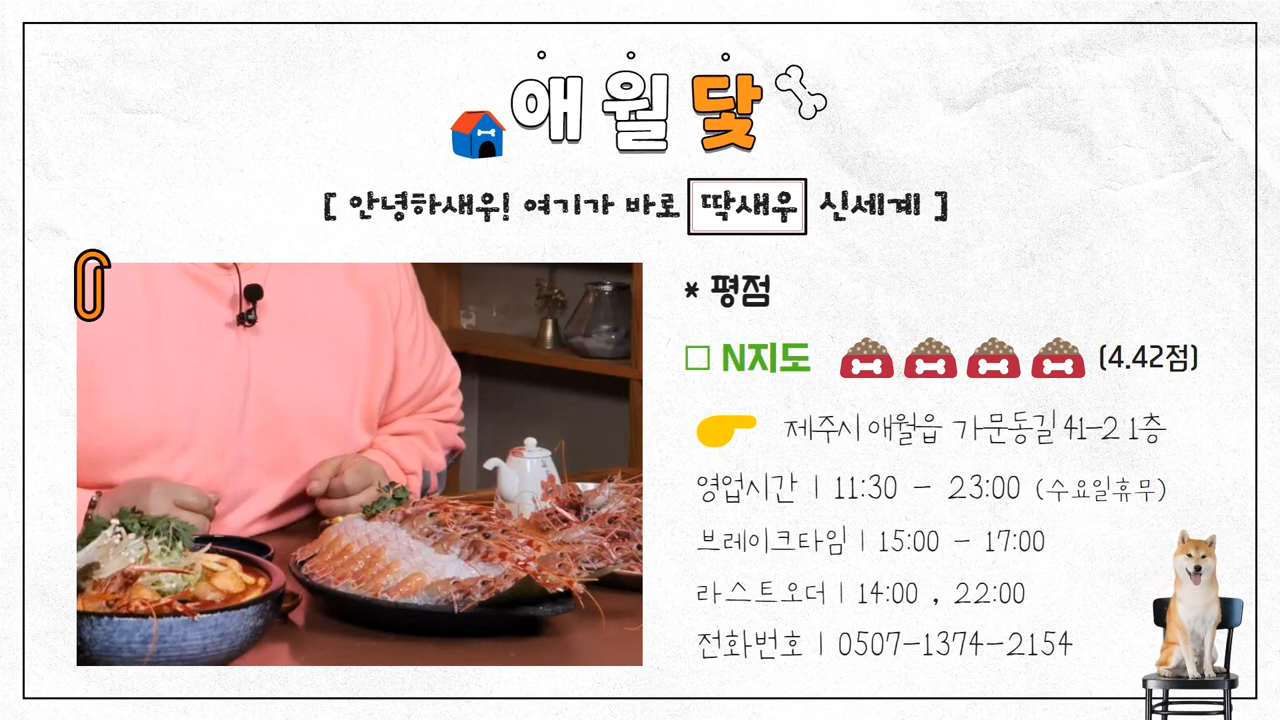 애월닻
[ 안녕하새우! 여기가 바로 딱새우 신세계 ]
* 평점
□ N지도 (4.42점)
제주시 애월읍 가문동길 41-2 1층
영업시간 | 11:30 - 23:00 (수요일휴무)
브레이크타임 | 15:00 - 17:00
라스트오더 | 14:00 , 22:00
전화번호 | 0507-1374-2154